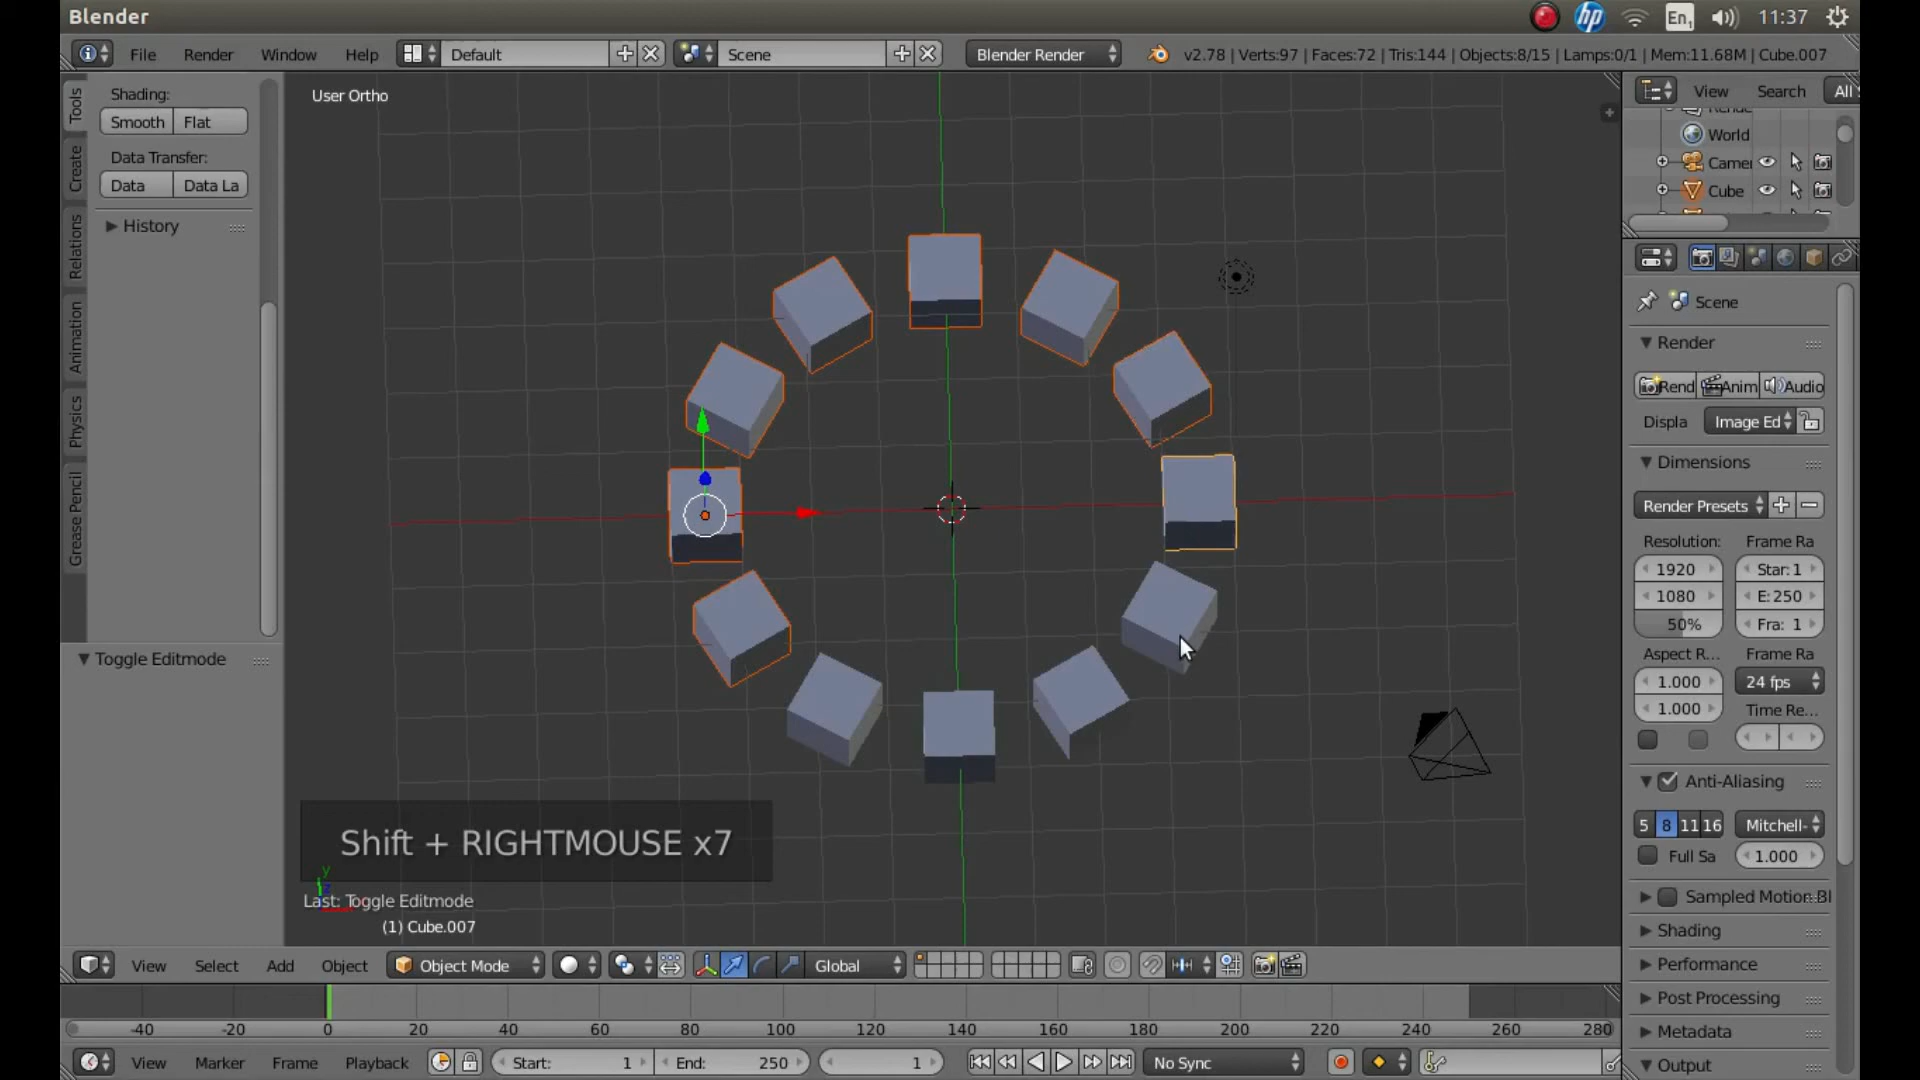 Blender
hp En1 11:37
File Render Window Help Default Scene Blender Render v2.78 | Verts:97 | Faces:72 | Tris:144 | Objects:8/15 | Lamps:0/1 | Mem:11.68M | Cube.007
Tools
Create
Relations
Animation
Physics
Grease Pencil
Shading:
Smooth Flat
Data Transfer:
Data Data La
History
Toggle Editmode
User Ortho
Shift + RIGHTMOUSE x7
y
z
Last: Toggle Editmode
(1) Cube.007
View Search All
World
Camer
Cube
Scene
Render
Rend Anim Audio
Displa Image Ed
Dimensions
Render Presets
Resolution: Frame Ra
1920 Star: 1
1080 E: 250
50% Fra: 1
Aspect R... Frame Ra
1.000 24 fps
1.000 Time Re...
Anti-Aliasing
5 8 11 16 Mitchell-
Full Sa 1.000
Sampled Motion Bl
Shading
Performance
Post Processing
Metadata
Output
View Select Add Object Object Mode Global
-40 -20 0 20 40 60 80 100 120 140 160 180 200 220 240 260 280
View Marker Frame Playback Start: 1 End: 250 1 No Sync